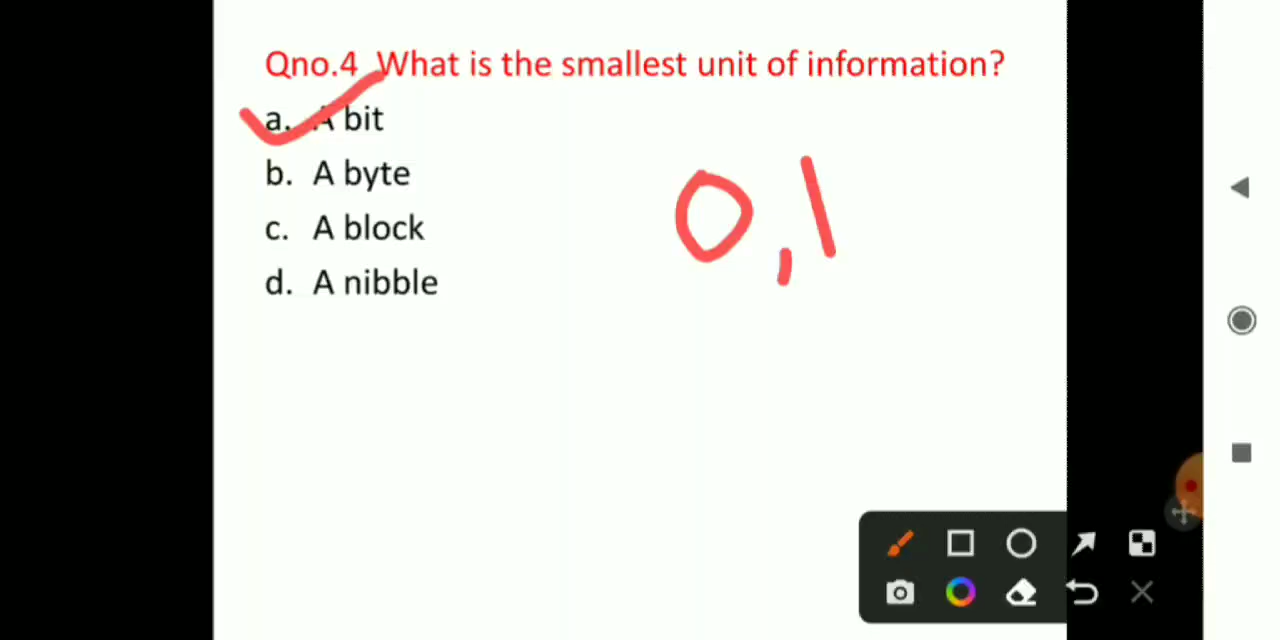 Qno.4 What is the smallest unit of information?
a. A bit
b. A byte
c. A block
d. A nibble
0,1